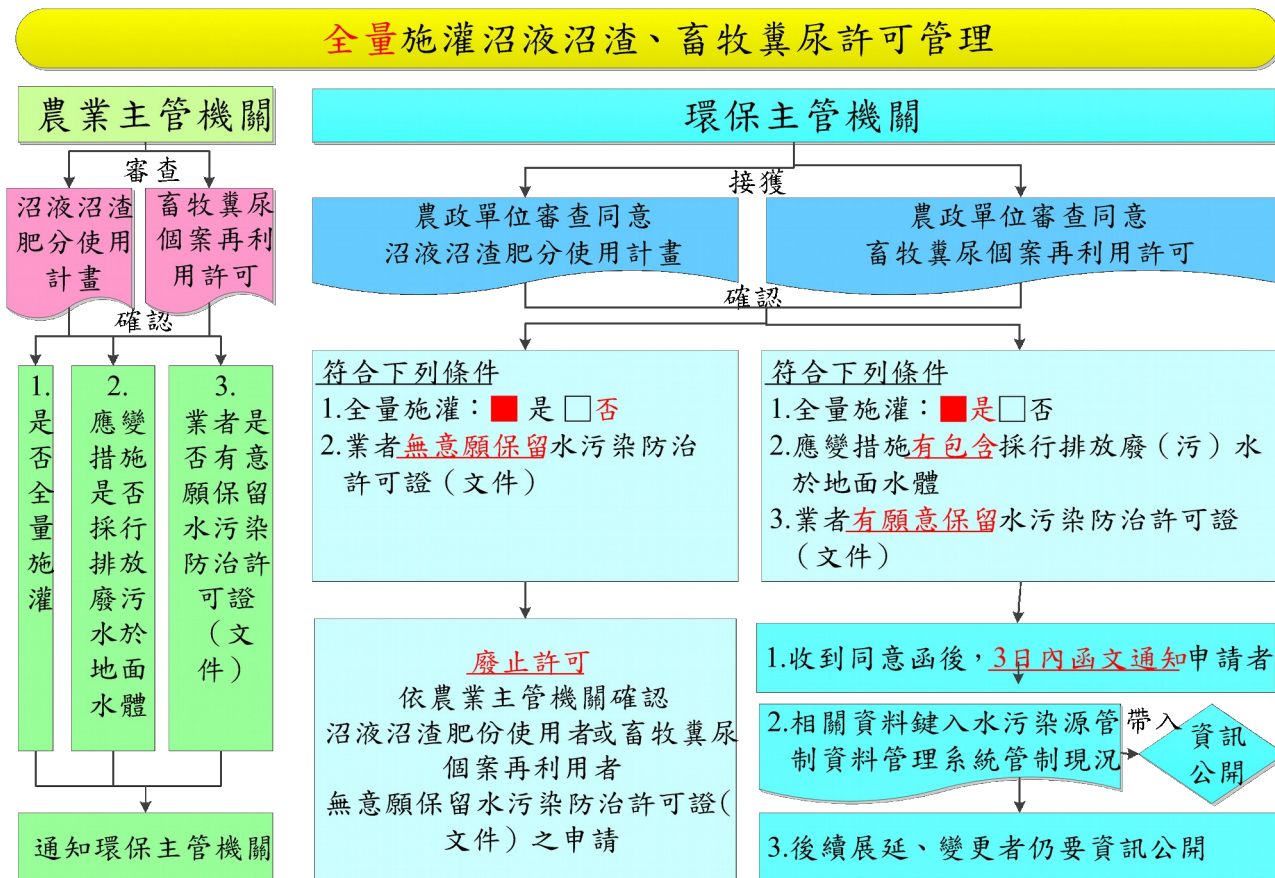 全量施灌沼液沼渣、畜牧糞尿許可管理
農業主管機關
審查
沼液沼渣
肥分使用
計畫
畜牧糞尿
個案再利
用許可
確認
1.
是
否
全
量
施
灌
2.
應變
措施
是否
採行
排放
廢污
水於
地面
水體
3.
業者是
否有意
願保留
水污染
防治許
可證
（文
件）
通知環保主管機關
環保主管機關
接獲
農政單位審查同意
沼液沼渣肥分使用計畫
農政單位審查同意
畜牧糞尿個案再利用許可
確認
符合下列條件
1.全量施灌：■ 是□否
2.業者無意願保留水污染防治
許可證（文件）
廢止許可
依農業主管機關確認
沼液沼渣肥份使用者或畜牧糞尿
個案再利用者
無意願保留水污染防治許可證(
文件）之申請
符合下列條件
1.全量施灌：■是□否
2.應變措施有包含採行排放廢（污）水
於地面水體
3.業者有願意保留水污染防治許可證
（文件）
1.收到同意函後，3日內函文通知申請者
2.相關資料鍵入水污染源管
制資料管理系統管制現況
帶入
資訊
公開
3.後續展延、變更者仍要資訊公開